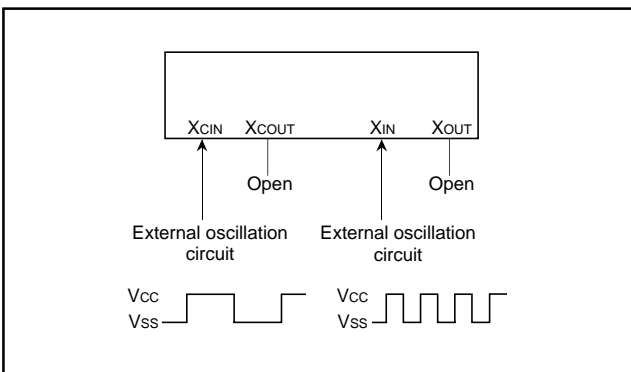 XCIN XCOUT XIN XOUT
Open Open
External oscillation circuit
External oscillation circuit
VCC
VSS
VCC
VSS